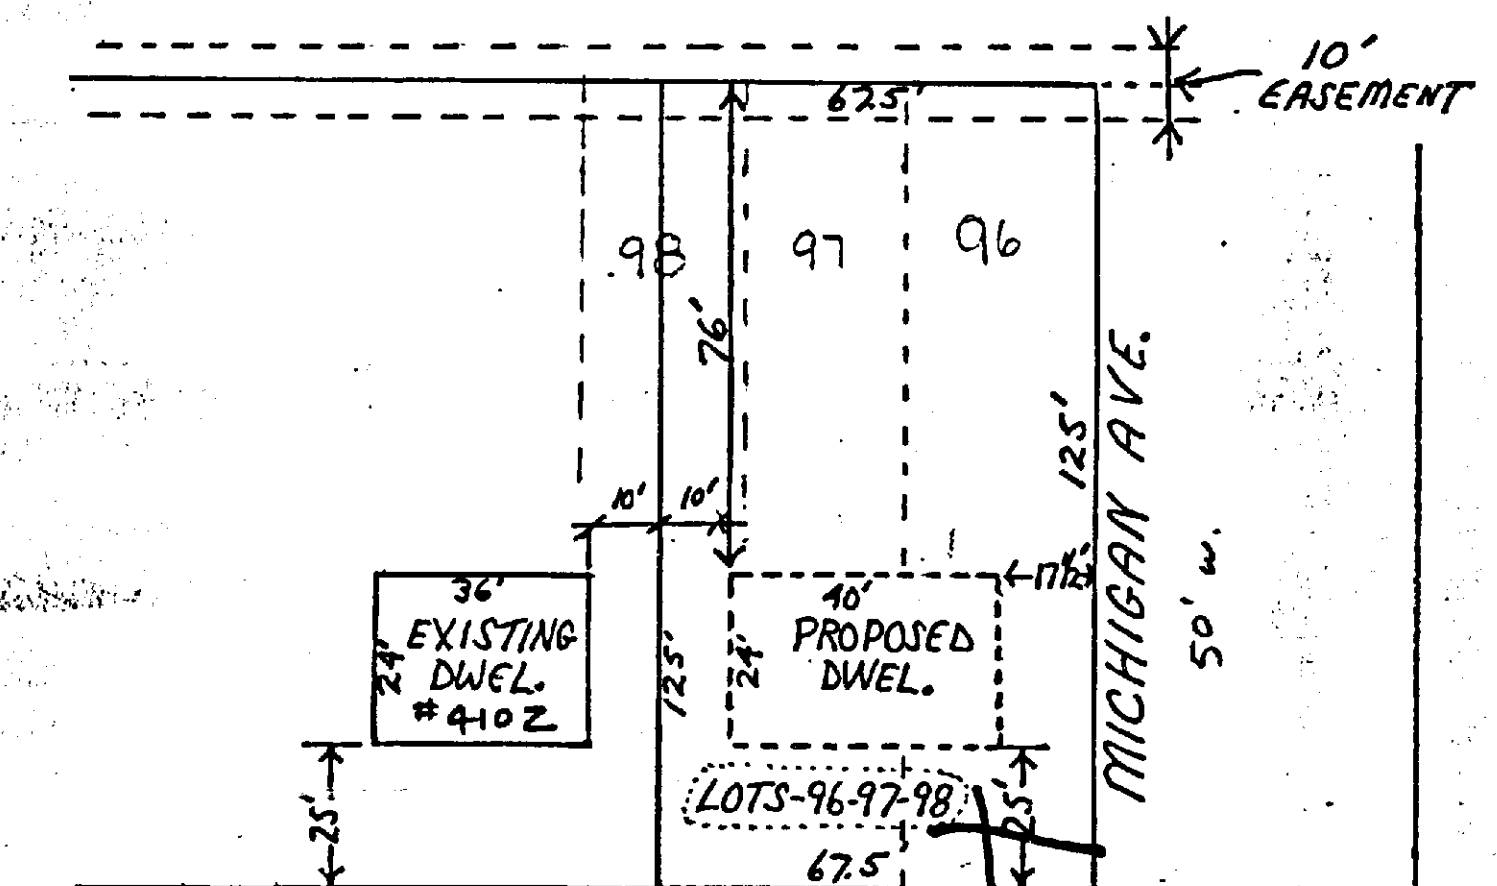 10'
EASEMENT
67.5'
98
97
96
76'
125'
MICHIGAN AVE.
50' W.
10'
10'
17½'
36'
EXISTING
DWEL.
#4102
24'
125'
40'
PROPOSED
DWEL.
24'
LOTS-96-97-98
25'
25'
67.5'